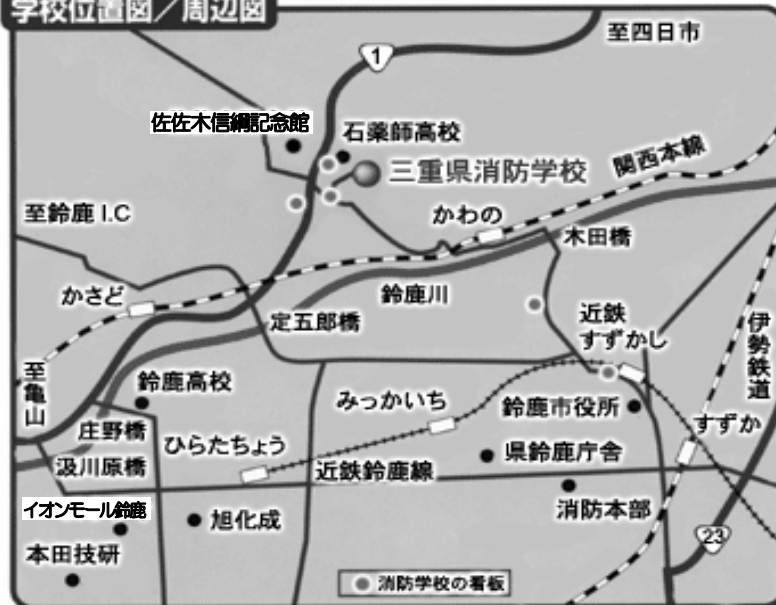 学校位置図／周辺図
1
至四日市
佐佐木信綱記念館
石薬師高校
三重県消防学校
関西本線
至鈴鹿I.C
かわの
木田橋
かさど
鈴鹿川
定五郎橋
近鉄
すずかし
伊勢鉄道
至亀山
鈴鹿高校
みっかいち
鈴鹿市役所
庄野橋
ひらたちょう
すずか
汲川原橋
近鉄鈴鹿線
県鈴鹿庁舎
イオンモール鈴鹿
旭化成
消防本部
23
本田技研
消防学校の看板